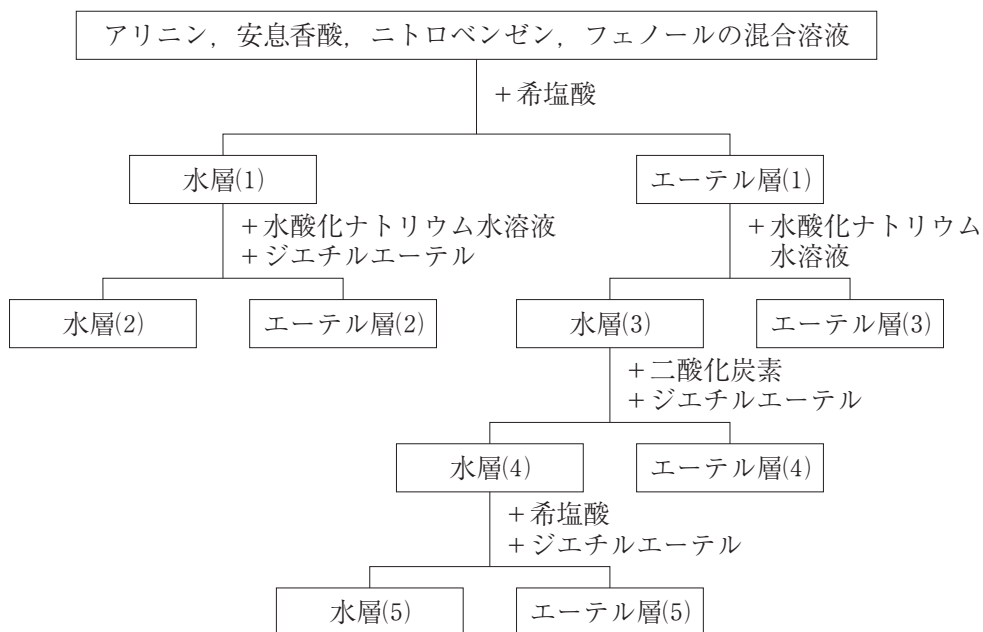 アリニン，安息香酸，ニトロベンゼン，フェノールの混合溶液
＋希塩酸
水層(1)
エーテル層(1)
＋水酸化ナトリウム水溶液
＋ジエチルエーテル
＋水酸化ナトリウム
水溶液
水層(2)
エーテル層(2)
水層(3)
エーテル層(3)
＋二酸化炭素
＋ジエチルエーテル
水層(4)
エーテル層(4)
＋希塩酸
＋ジエチルエーテル
水層(5)
エーテル層(5)